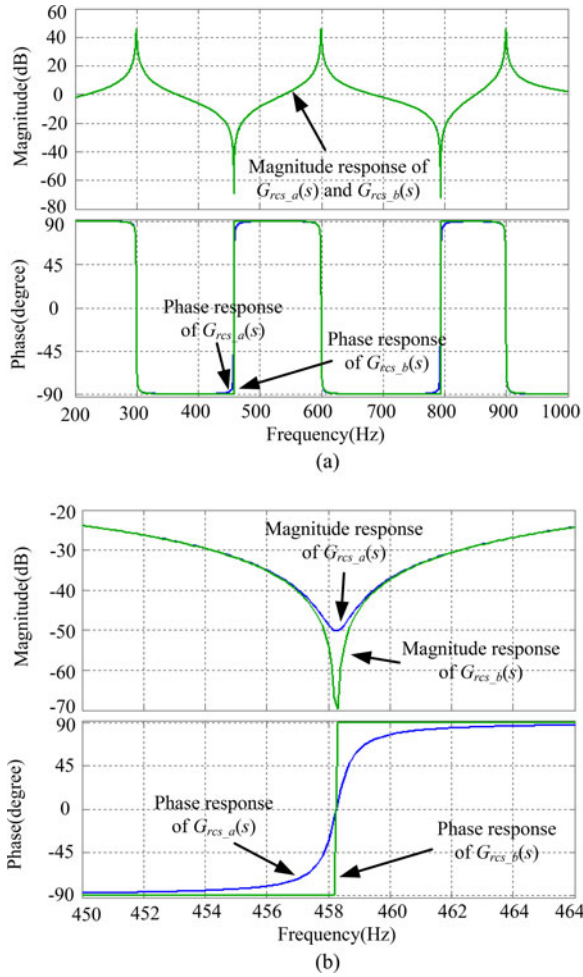 60
40
20
0
-20
-40
-60
-80
Magnitude(dB)
Magnitude response of
Grcs_a(s) and Grcs_b(s)
90
45
0
-45
-90
Phase(degree)
Phase response
of Grcs_a(s)
Phase response
of Grcs_b(s)
200 300 400 500 600 700 800 900 1000
Frequency(Hz)
(a)
-20
-30
-40
-50
-60
-70
Magnitude(dB)
Magnitude response
of Grcs_a(s)
Magnitude response
of Grcs_b(s)
90
45
0
-45
-90
Phase(degree)
Phase response
of Grcs_a(s)
Phase response
of Grcs_b(s)
450 452 454 456 458 460 462 464
Frequency(Hz)
(b)